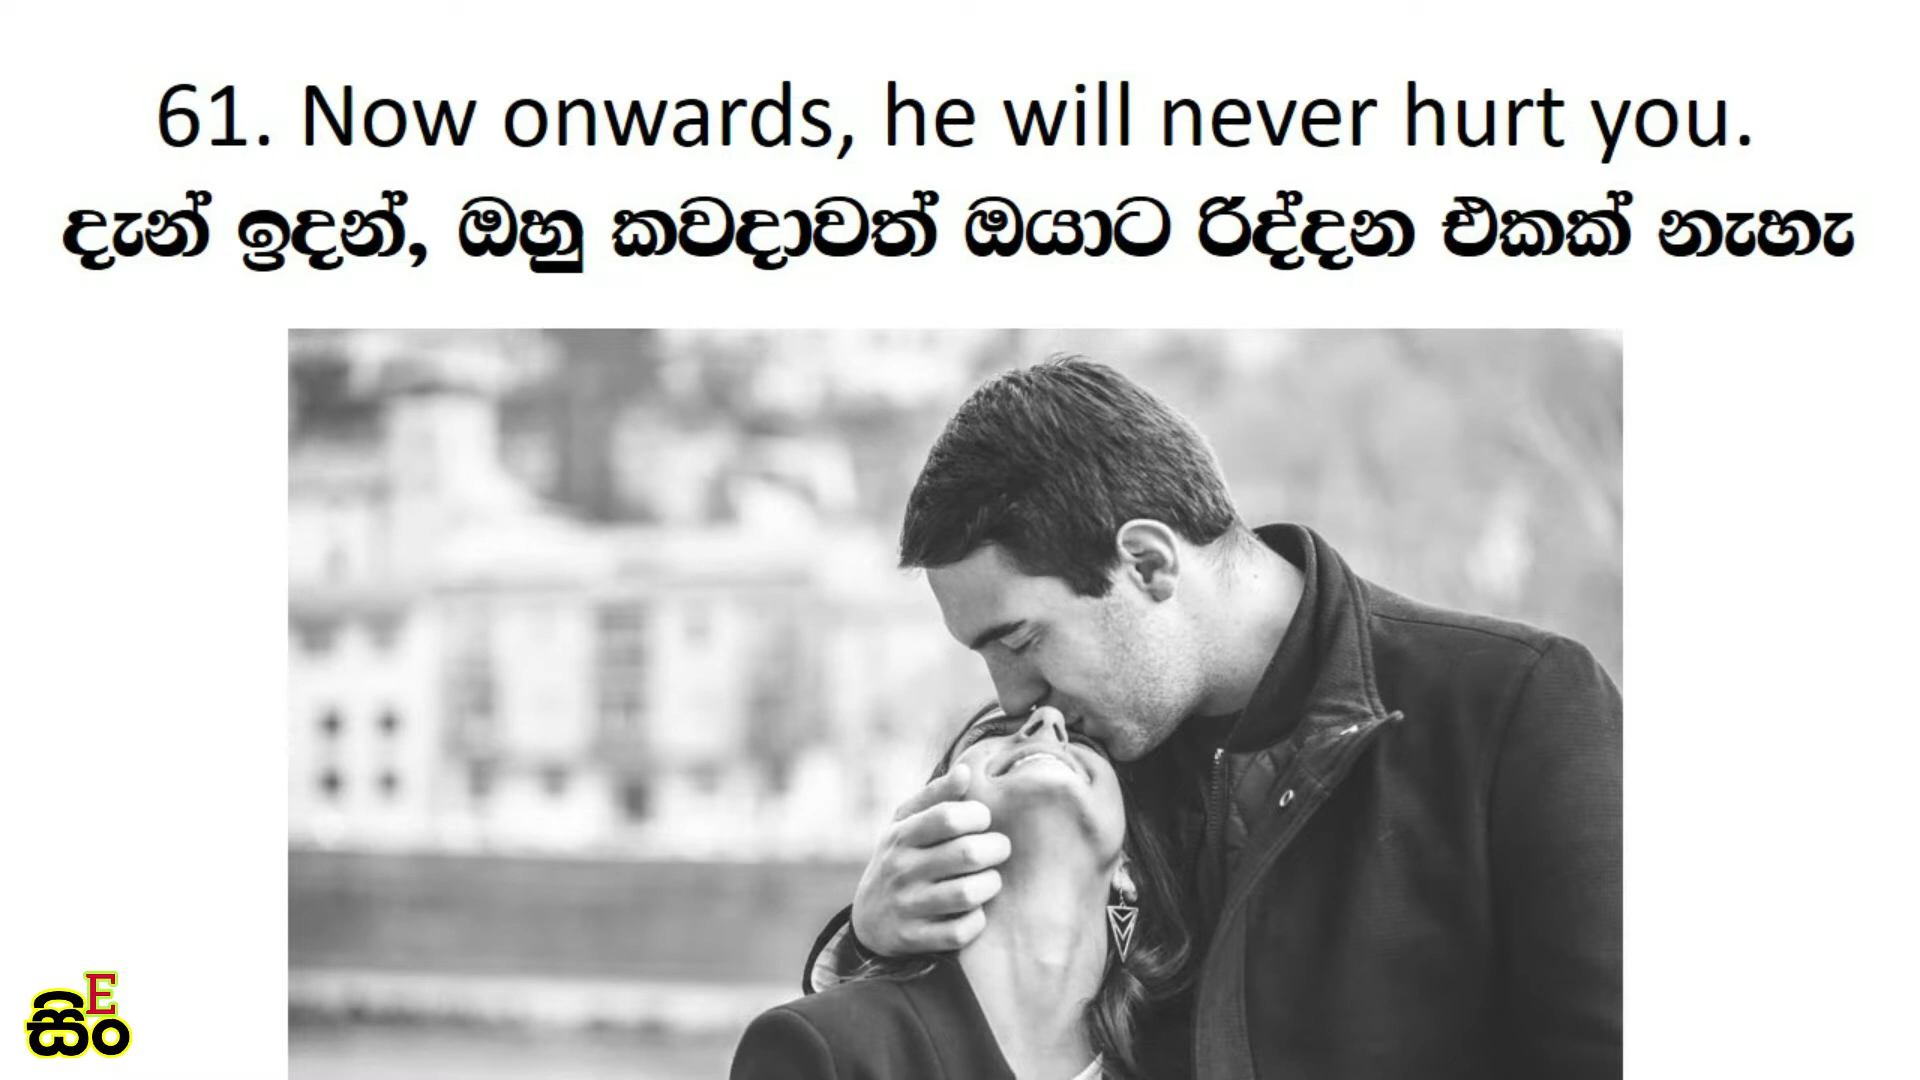 61. Now onwards, he will never hurt you.
දැන් ඉදන්, ඔහු කවදාවත් ඔයාට රිද්දන එකක් නැහැ
E
සිං